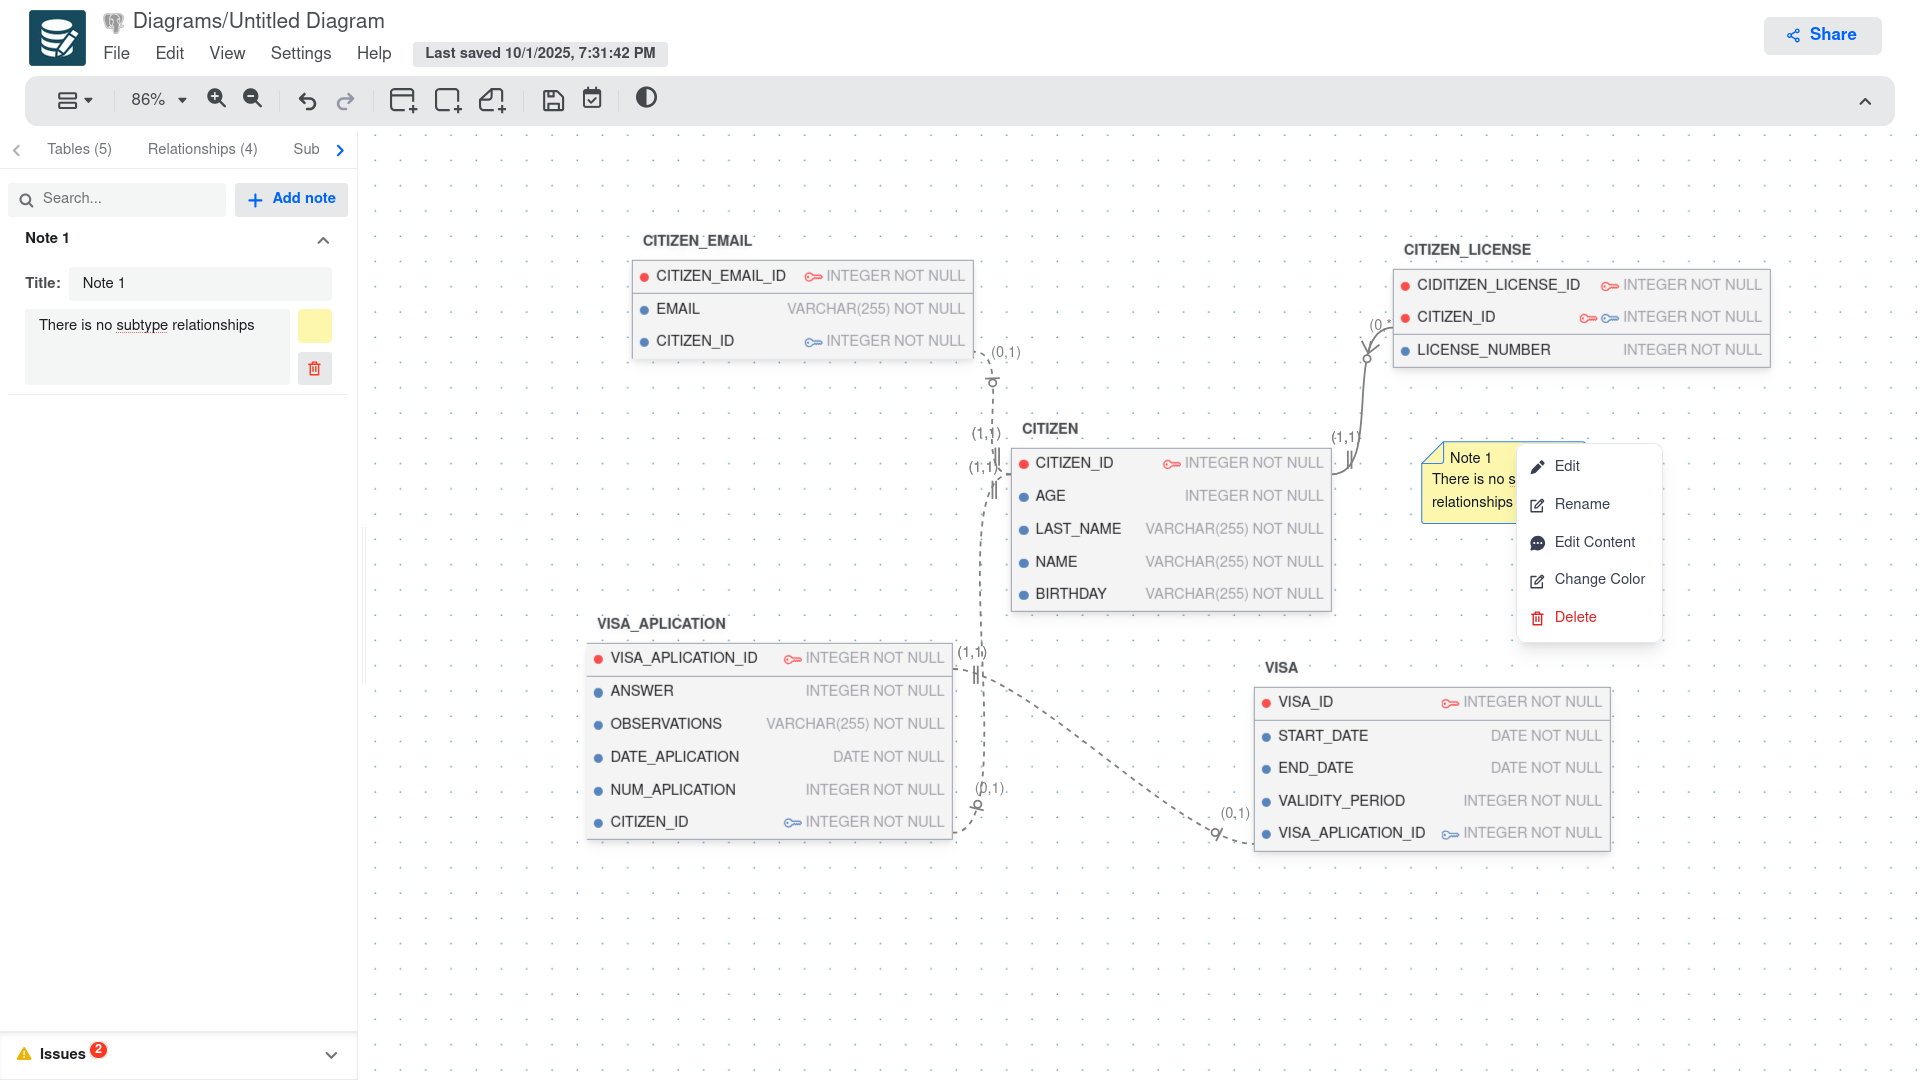 Diagrams/Untitled Diagram
File Edit View Settings Help Last saved 10/1/2025, 7:31:42 PM
Share
86%
Tables (5) Relationships (4) Sub
Search... Add note
Note 1
Title: Note 1
There is no subtype relationships
Issues 2
CITIZEN_EMAIL
CITIZEN_EMAIL_ID INTEGER NOT NULL
EMAIL VARCHAR(255) NOT NULL
CITIZEN_ID INTEGER NOT NULL
(0,1)
CITIZEN_LICENSE
CIDITIZEN_LICENSE_ID INTEGER NOT NULL
CITIZEN_ID INTEGER NOT NULL
LICENSE_NUMBER INTEGER NOT NULL
(0,*
(1,1)
(1,1)
(1,1)
CITIZEN
CITIZEN_ID INTEGER NOT NULL
AGE INTEGER NOT NULL
LAST_NAME VARCHAR(255) NOT NULL
NAME VARCHAR(255) NOT NULL
BIRTHDAY VARCHAR(255) NOT NULL
Note 1
There is no s
relationships
Edit
Rename
Edit Content
Change Color
Delete
VISA_APLICATION
VISA_APLICATION_ID INTEGER NOT NULL
ANSWER INTEGER NOT NULL
OBSERVATIONS VARCHAR(255) NOT NULL
DATE_APLICATION DATE NOT NULL
NUM_APLICATION INTEGER NOT NULL
CITIZEN_ID INTEGER NOT NULL
(1,1)
(0,1)
(0,1)
VISA
VISA_ID INTEGER NOT NULL
START_DATE DATE NOT NULL
END_DATE DATE NOT NULL
VALIDITY_PERIOD INTEGER NOT NULL
VISA_APLICATION_ID INTEGER NOT NULL